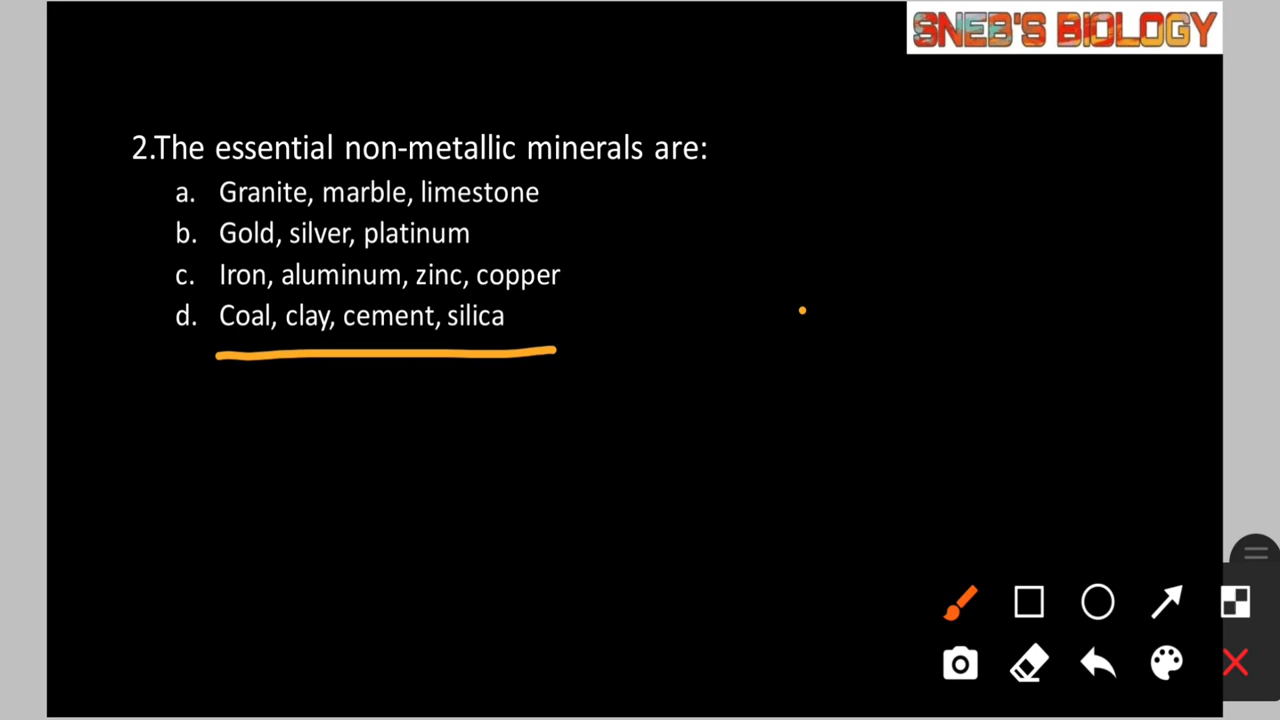 SNEB'S BIOLOGY
2.The essential non-metallic minerals are:
a. Granite, marble, limestone
b. Gold, silver, platinum
c. Iron, aluminum, zinc, copper
d. Coal, clay, cement, silica